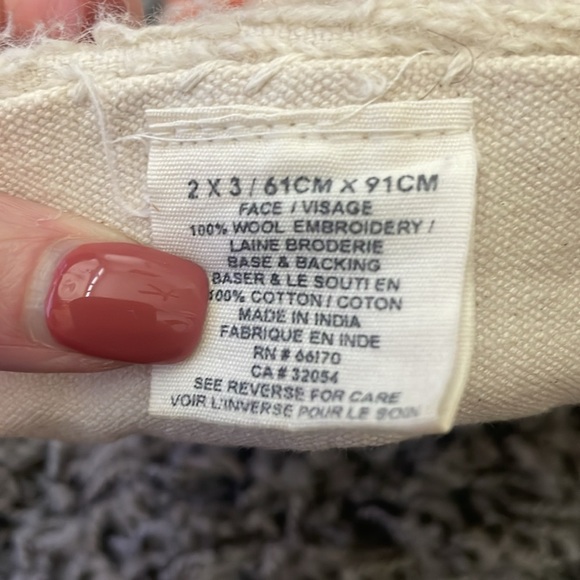 2 X 3 / 61CM X 91CM
FACE / VISAGE
100% WOOL EMBROIDERY /
LAINE BRODERIE
BASE & BACKING
BASER & LE SOUTI EN
100% COTTON / COTON
MADE IN INDIA
FABRIQUE EN INDE
RN # 66170
CA # 32054
SEE REVERSE FOR CARE
VOIR L'INVERSE POUR LE SOIN